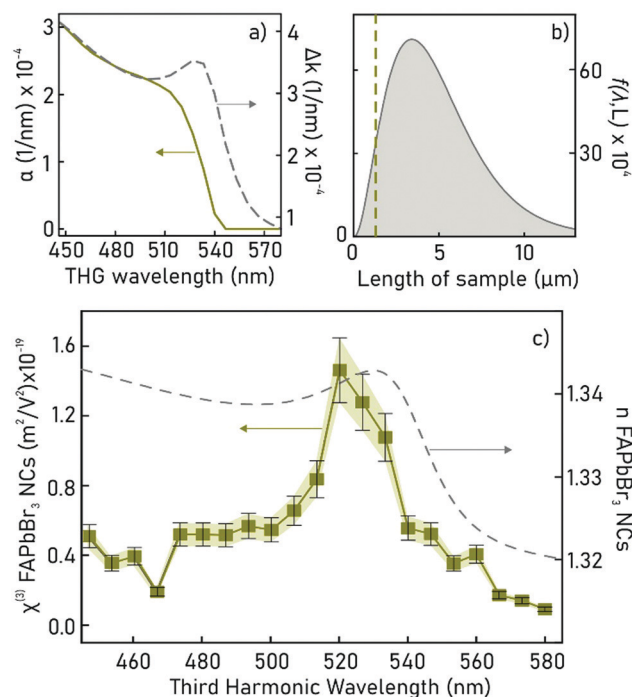 a)
α (1/nm) x 10⁻⁴
3
2
1
0
Δk (1/nm) x 10⁻⁴
4
3
2
1
450 480 510 540 570
THG wavelength (nm)
b)
0
f(λ,L) x 10⁴
60
30
0 5 10
Length of sample (μm)
c)
χ⁽³⁾ FAPbBr₃ NCs (m²/V²)x10⁻¹⁹
1.6
1.2
0.8
0.4
0.0
n FAPbBr₃ NCs
1.34
1.33
1.32
460 480 500 520 540 560 580
Third Harmonic Wavelength (nm)